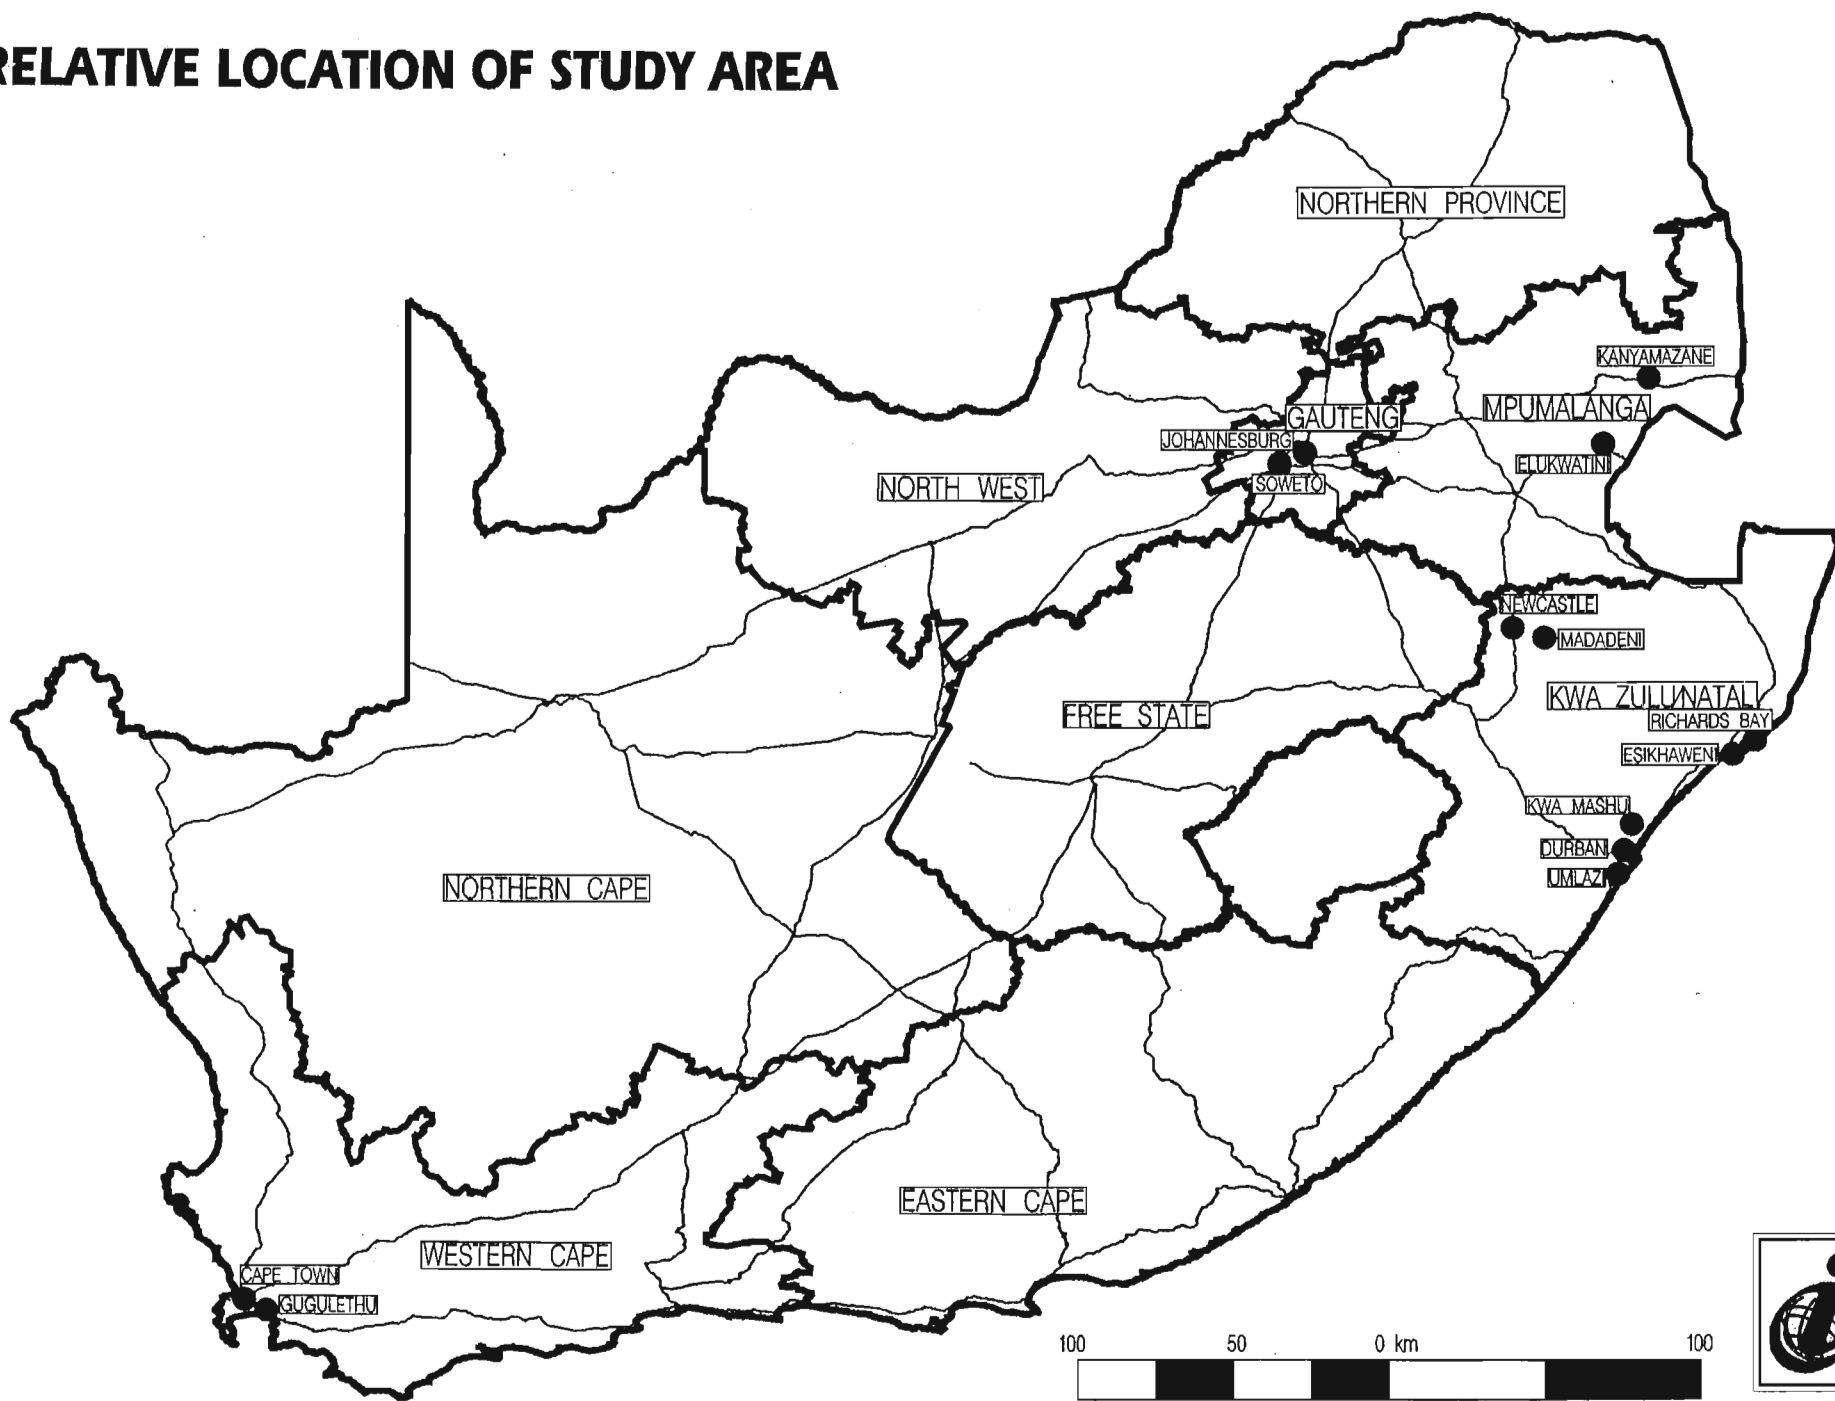 RELATIVE LOCATION OF STUDY AREA
NORTHERN PROVINCE
KANYAMAZANE
MPUMALANGA
GAUTENG
JOHANNESBURG
ELUKWATINI
SOWETO
NORTH WEST
NEWCASTLE
MADADENI
KWA ZULUNATAL
FREE STATE
RICHARDS BAY
ESIKHAWENI
KWA MASHU
DURBAN
UMLAZI
NORTHERN CAPE
EASTERN CAPE
WESTERN CAPE
CAPE TOWN
GUGULETHU
100 50 0 km 100